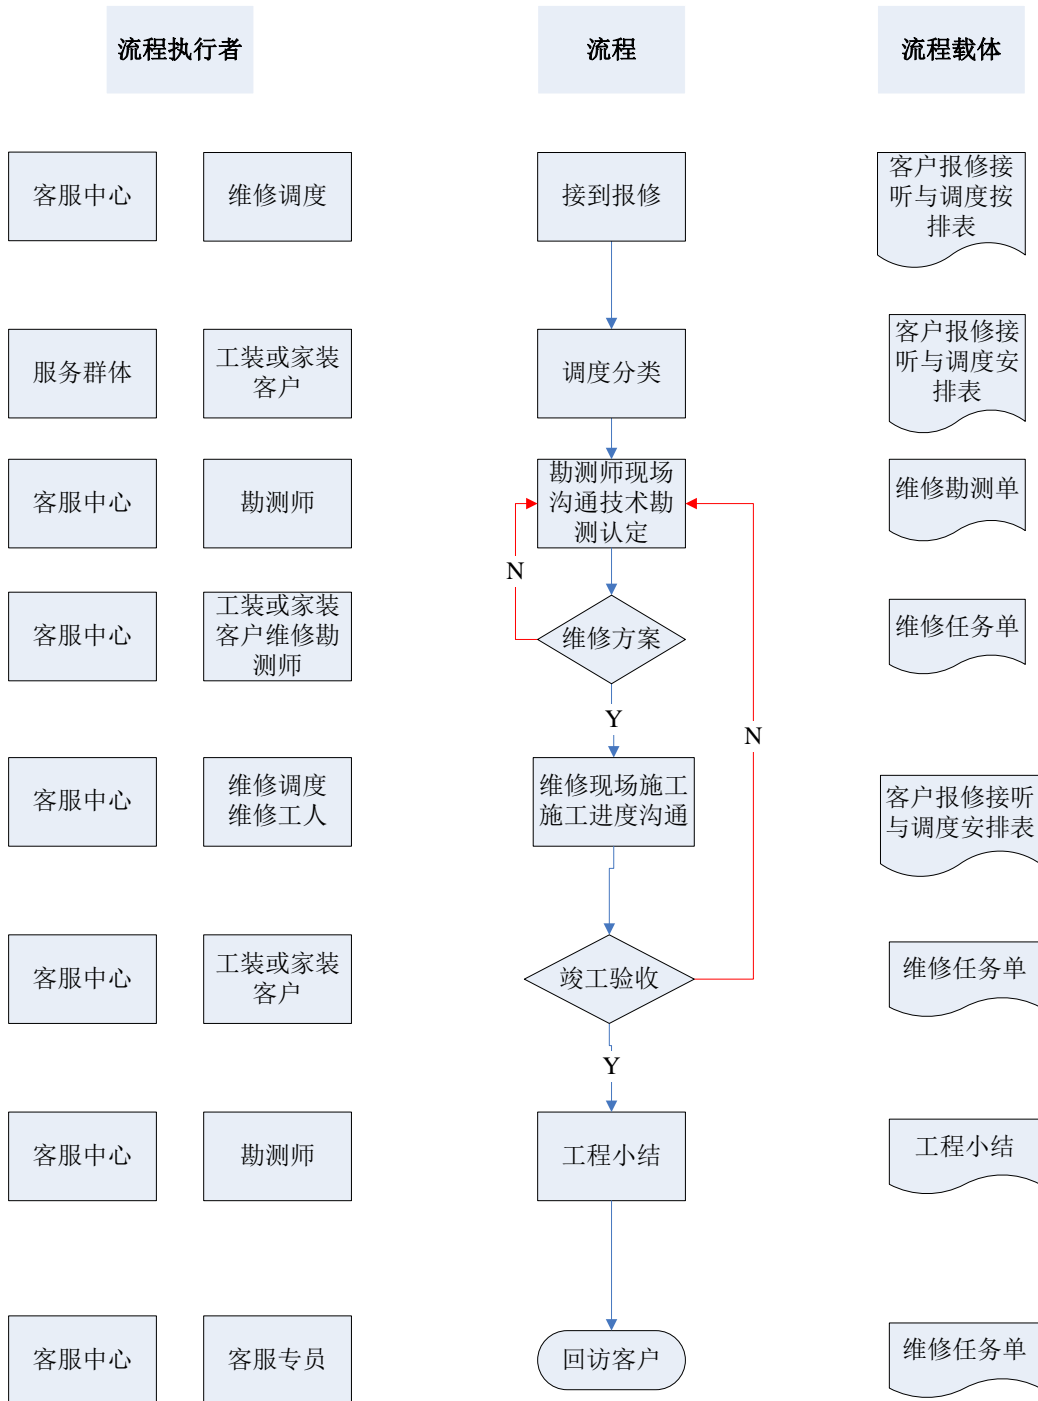 流程执行者
流程
流程载体
客服中心
维修调度
接到报修
客户报修接
听与调度按
排表
服务群体
工装或家装
客户
调度分类
客户报修接
听与调度安
排表
客服中心
勘测师
勘测师现场
沟通技术勘
测认定
维修勘测单
N
客服中心
工装或家装
客户维修勘
测师
维修方案
维修任务单
Y
N
客服中心
维修调度
维修工人
维修现场施工
施工进度沟通
客户报修接听
与调度安排表
客服中心
工装或家装
客户
竣工验收
维修任务单
Y
客服中心
勘测师
工程小结
工程小结
客服中心
客服专员
回访客户
维修任务单